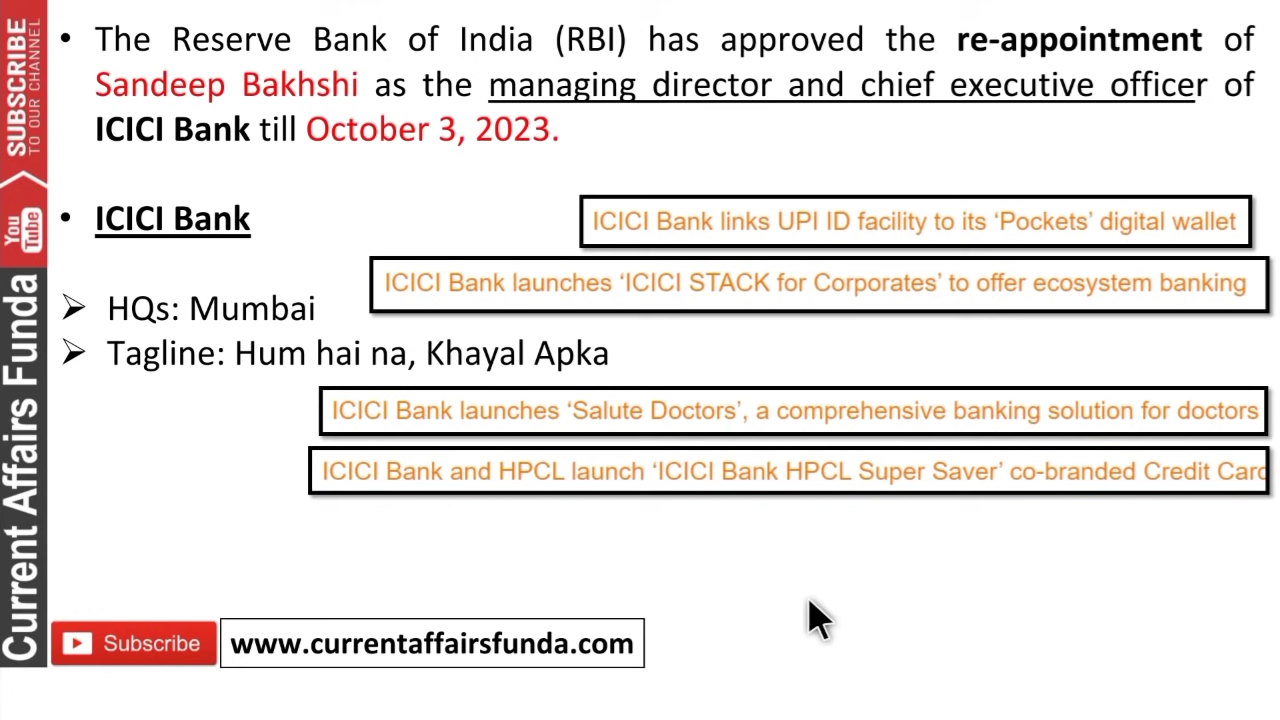 • The Reserve Bank of India (RBI) has approved the re-appointment of
Sandeep Bakhshi as the managing director and chief executive officer of
ICICI Bank till October 3, 2023.
• ICICI Bank
ICICI Bank links UPI ID facility to its ‘Pockets’ digital wallet
ICICI Bank launches ‘ICICI STACK for Corporates’ to offer ecosystem banking
➢ HQs: Mumbai
➢ Tagline: Hum hai na, Khayal Apka
ICICI Bank launches ‘Salute Doctors’, a comprehensive banking solution for doctors
ICICI Bank and HPCL launch ‘ICICI Bank HPCL Super Saver’ co-branded Credit Card
Subscribe
www.currentaffairsfunda.com
SUBSCRIBE
TO OUR CHANNEL
You
Tube
Current Affairs Funda